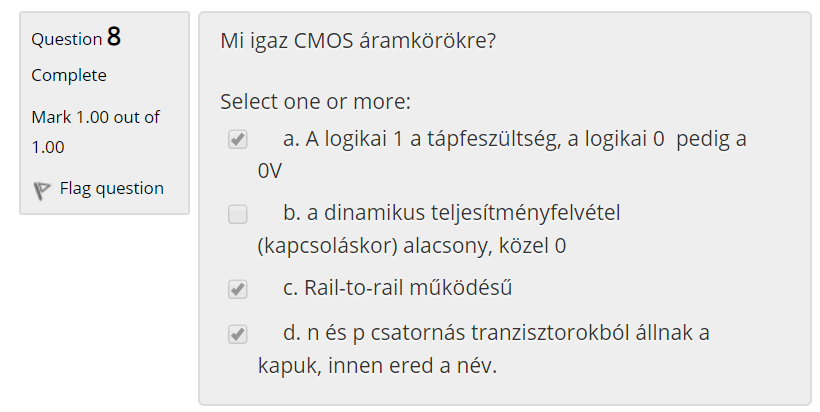 Question 8
Complete
Mark 1.00 out of
1.00
Flag question
Mi igaz CMOS áramkörökre?
Select one or more:
a. A logikai 1 a tápfeszültség, a logikai 0 pedig a
0V
b. a dinamikus teljesítményfelvétel
(kapcsoláskor) alacsony, közel 0
c. Rail-to-rail működésű
d. n és p csatornás tranzisztorokból állnak a
kapuk, innen ered a név.